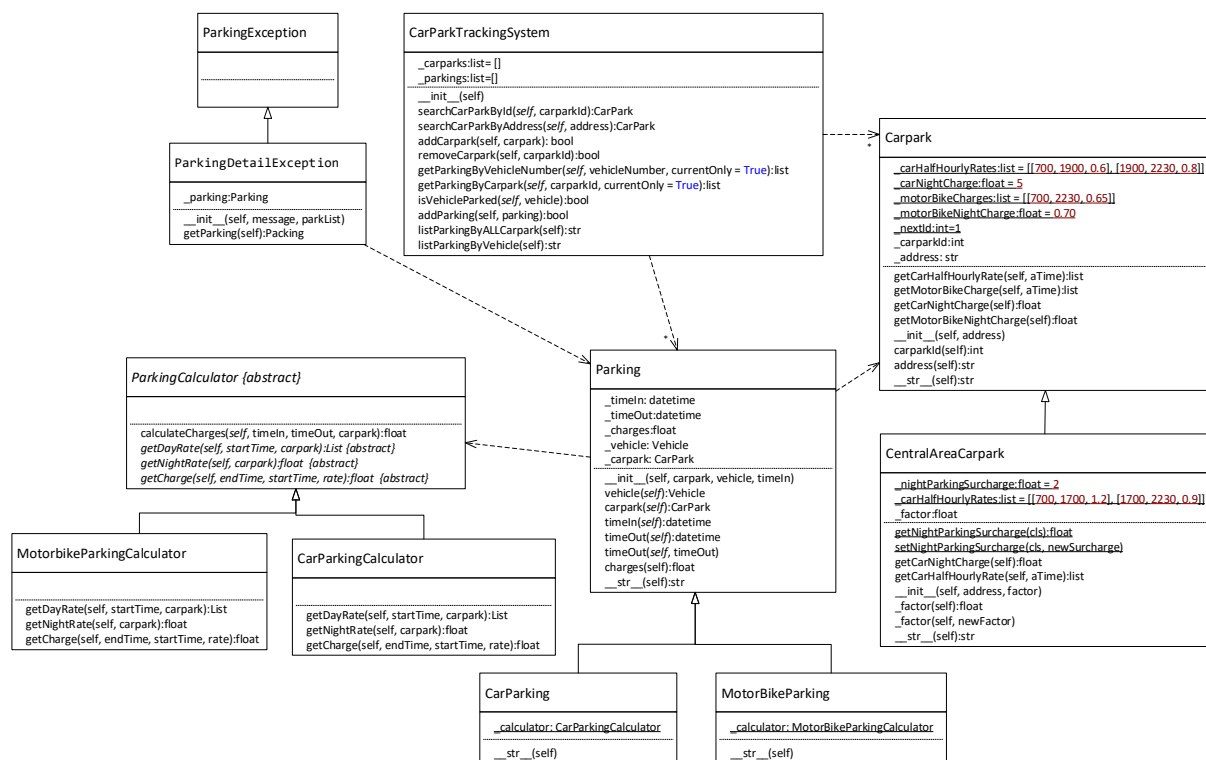 ParkingException
CarParkTrackingSystem
_carparks:list= []
_parkings:list=[]
__init__(self)
searchCarParkById(self, carparkId):CarPark
searchCarParkByAddress(self, address):CarPark
addCarpark(self, carpark): bool
removeCarpark(self, carparkId):bool
getParkingByVehicleNumber(self, vehicleNumber, currentOnly = True):list
getParkingByCarpark(self, carparkId, currentOnly = True):list
isVehicleParked(self, vehicle):bool
addParking(self, parking):bool
listParkingByALLCarpark(self):str
listParkingByVehicle(self):str
ParkingDetailException
_parking:Parking
__init__(self, message, parkList)
getParking(self):Packing
*
Carpark
_carHalfHourlyRates:list = [[700, 1900, 0.6], [1900, 2230, 0.8]]
_carNightCharge:float = 5
_motorBikeCharges:list = [[700, 2230, 0.65]]
_motorBikeNightCharge:float = 0.70
_nextId:int=1
_carparkId:int
_address: str
getCarHalfHourlyRate(self, aTime):list
getMotorBikeCharge(self, aTime):list
getCarNightCharge(self):float
getMotorBikeNightCharge(self):float
__init__(self, address)
carparkId(self):int
address(self):str
__str__(self):str
*
ParkingCalculator {abstract}
calculateCharges(self, timeIn, timeOut, carpark):float
getDayRate(self, startTime, carpark):List {abstract}
getNightRate(self, carpark):float {abstract}
getCharge(self, endTime, startTime, rate):float {abstract}
Parking
_timeIn: datetime
_timeOut:datetime
_charges:float
_vehicle: Vehicle
_carpark: CarPark
__init__(self, carpark, vehicle, timeIn)
vehicle(self):Vehicle
carpark(self):CarPark
timeIn(self):datetime
timeOut(self):datetime
timeOut(self, timeOut)
charges(self):float
__str__(self):str
CentralAreaCarpark
_nightParkingSurcharge:float = 2
_carHalfHourlyRates:list = [[700, 1700, 1.2], [1700, 2230, 0.9]]
_factor:float
getNightParkingSurcharge(cls):float
setNightParkingSurcharge(cls, newSurcharge)
getCarNightCharge(self):float
getCarHalfHourlyRate(self, aTime):list
__init__(self, address, factor)
_factor(self):float
_factor(self, newFactor)
__str__(self):str
MotorbikeParkingCalculator
getDayRate(self, startTime, carpark):List
getNightRate(self, carpark):float
getCharge(self, endTime, startTime, rate):float
CarParkingCalculator
getDayRate(self, startTime, carpark):List
getNightRate(self, carpark):float
getCharge(self, endTime, startTime, rate):float
CarParking
_calculator: CarParkingCalculator
__str__(self)
MotorBikeParking
_calculator: MotorBikeParkingCalculator
__str__(self)